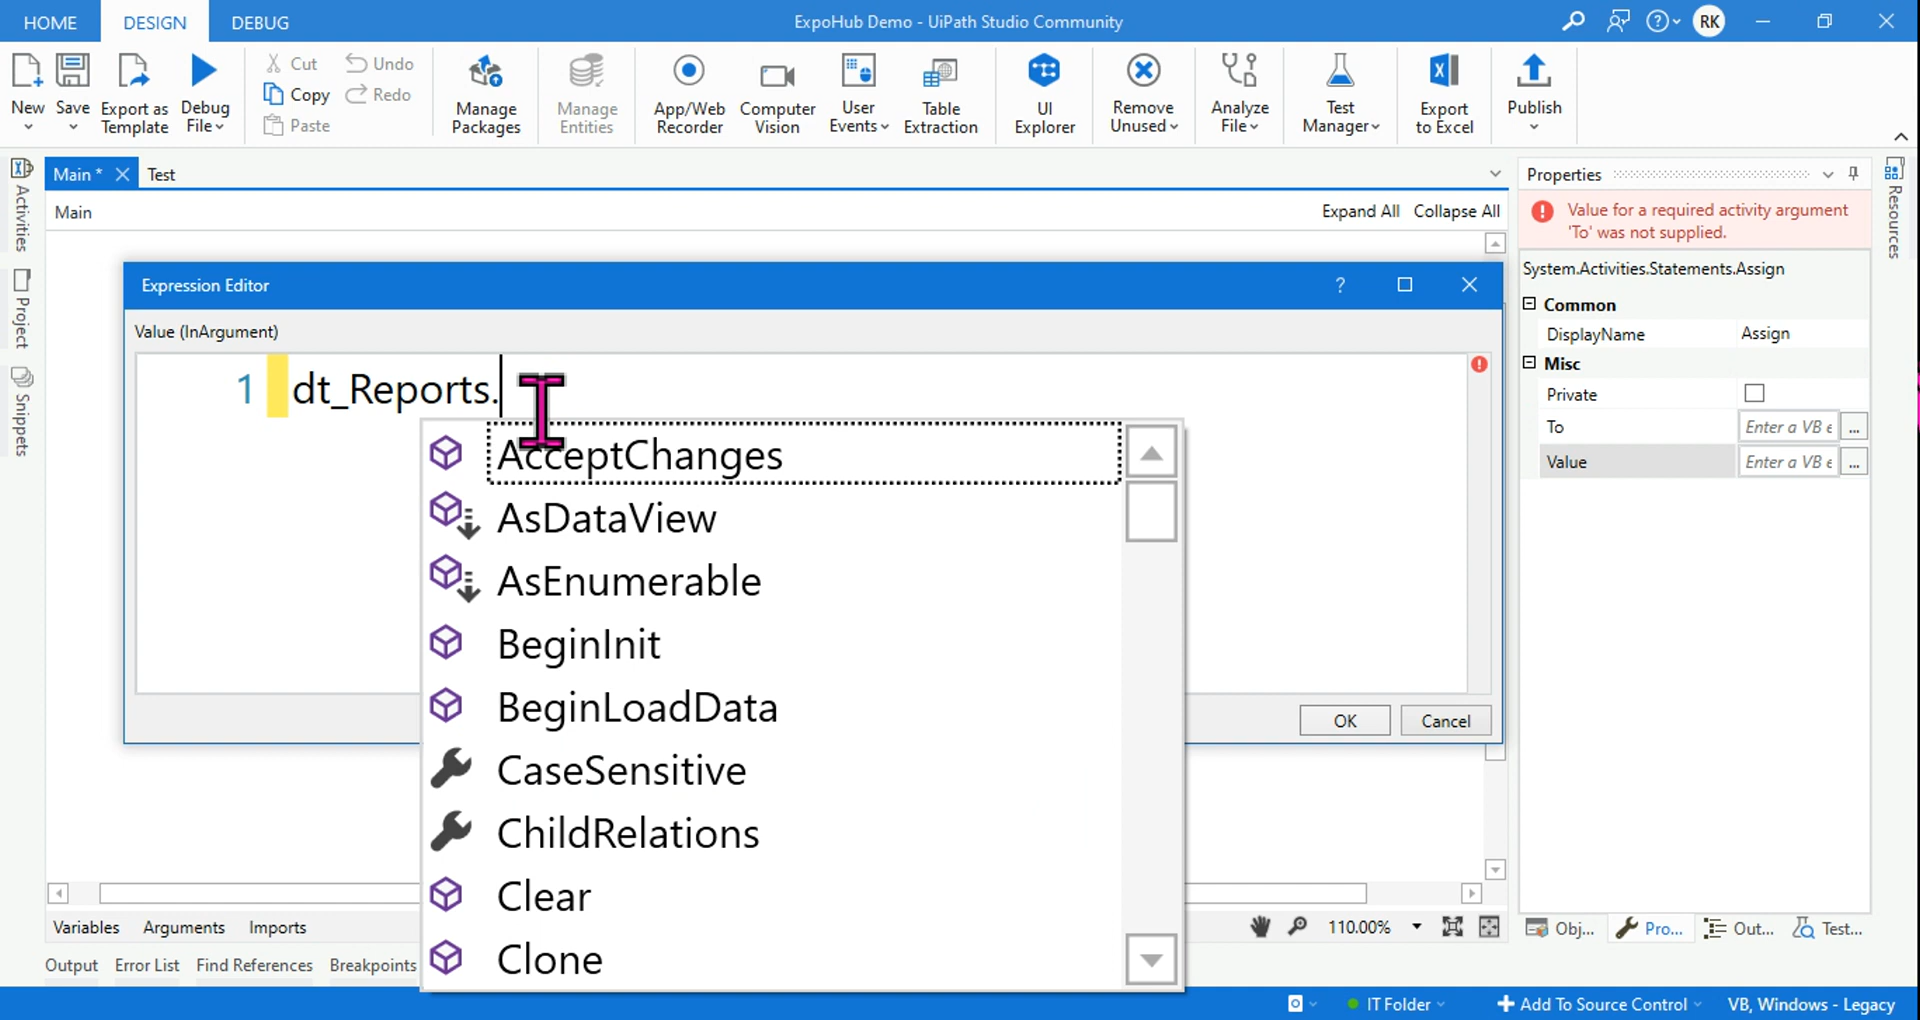 HOME DESIGN DEBUG ExpoHub Demo - UiPath Studio Community RK
New Save Export as Template Debug File Cut Copy Paste Undo Redo Manage Packages Manage Entities App/Web Recorder Computer Vision User Events Table Extraction UI Explorer Remove Unused Analyze File Test Manager Export to Excel Publish
Activities
Project
Snippets
Main * Test
Main Expand All Collapse All
Expression Editor ?
Value (InArgument)
1 dt_Reports.
AcceptChanges
AsDataView
AsEnumerable
BeginInit
BeginLoadData
CaseSensitive
ChildRelations
Clear
Clone
OK Cancel
Properties
Value for a required activity argument
'To' was not supplied.
System.Activities.Statements.Assign
Common
DisplayName Assign
Misc
Private
To Enter a VB e ...
Value Enter a VB e ...
Resources
Variables Arguments Imports 110.00% Obj... Pro... Out... Test...
Output Error List Find References Breakpoints
IT Folder Add To Source Control VB, Windows - Legacy